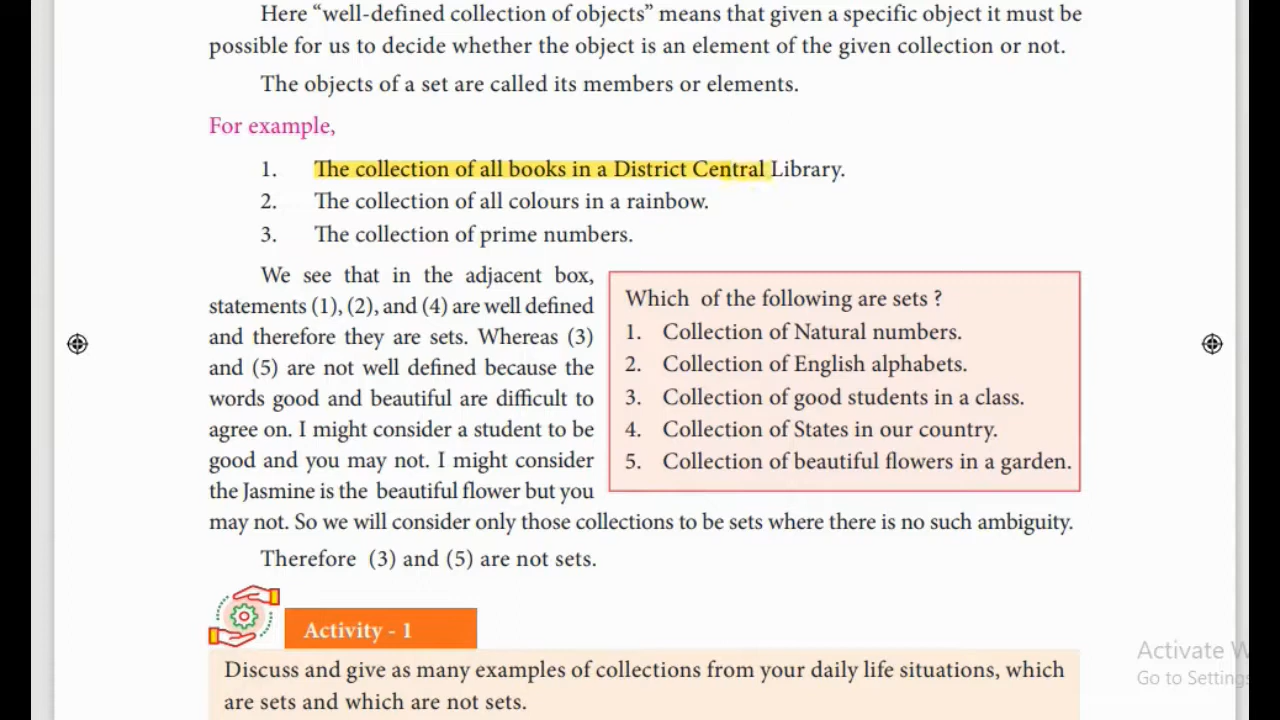 Here “well-defined collection of objects” means that given a specific object it must be
possible for us to decide whether the object is an element of the given collection or not.
The objects of a set are called its members or elements.
For example,
1. The collection of all books in a District Central Library.
2. The collection of all colours in a rainbow.
3. The collection of prime numbers.
We see that in the adjacent box,
statements (1), (2), and (4) are well defined
and therefore they are sets. Whereas (3)
and (5) are not well defined because the
words good and beautiful are difficult to
agree on. I might consider a student to be
good and you may not. I might consider
the Jasmine is the beautiful flower but you
may not. So we will consider only those collections to be sets where there is no such ambiguity.
Which of the following are sets ?
1. Collection of Natural numbers.
2. Collection of English alphabets.
3. Collection of good students in a class.
4. Collection of States in our country.
5. Collection of beautiful flowers in a garden.
Therefore (3) and (5) are not sets.
Activity - 1
Discuss and give as many examples of collections from your daily life situations, which
are sets and which are not sets.
Activate W
Go to Settings